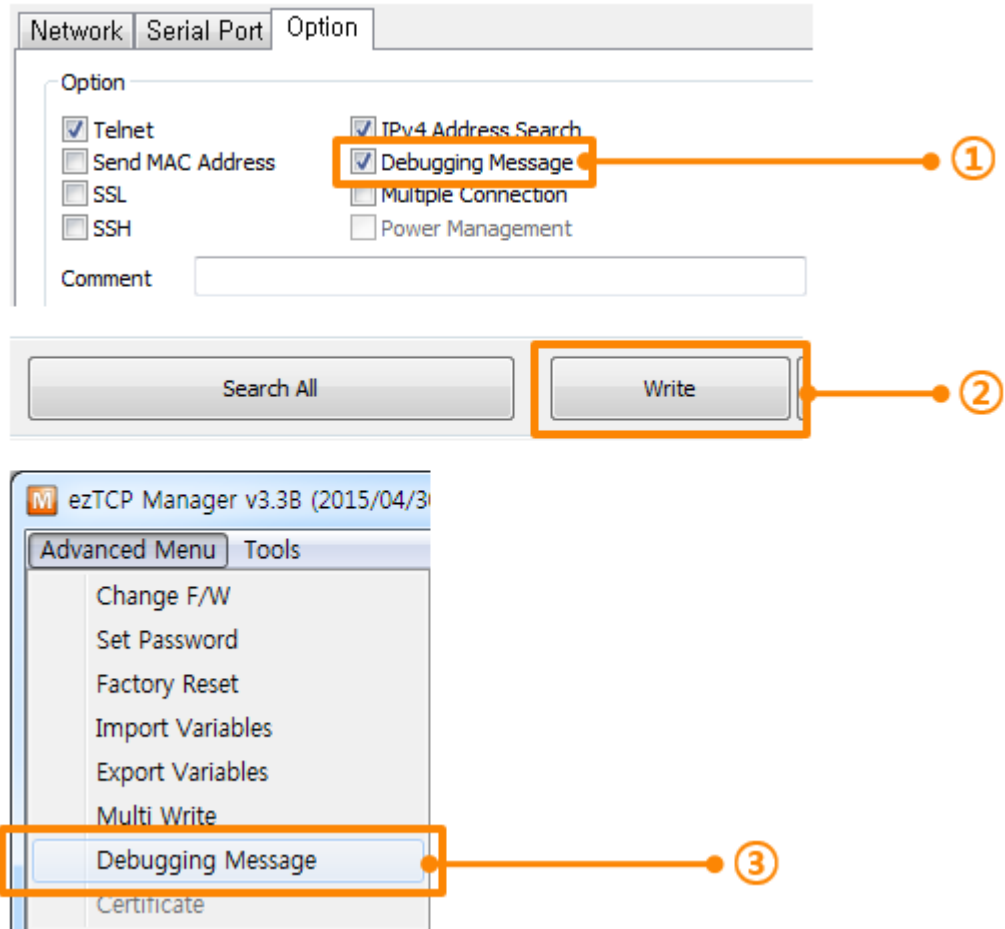 Network Serial Port Option
Option
Telnet IPv4 Address Search
Send MAC Address Debugging Message ①
SSL Multiple Connection
SSH Power Management
Comment
Search All Write ②
M ezTCP Manager v3.3B (2015/04/30
Advanced Menu Tools
Change F/W
Set Password
Factory Reset
Import Variables
Export Variables
Multi Write
Debugging Message ③
Certificate